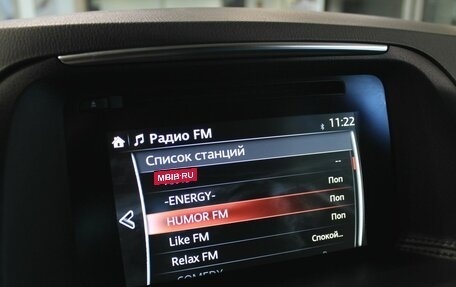 Радио FM 11:22
Список станций --
MBIB.RU
-ENERGY- Поп
HUMOR FM Поп
Like FM Поп
Relax FM Спокой...